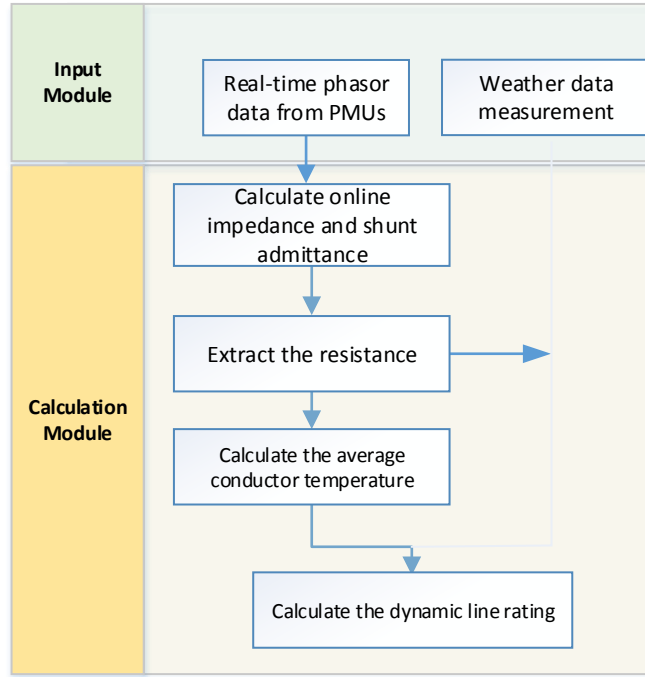 Input
Module
Real-time phasor
data from PMUs
Weather data
measurement
Calculation
Module
Calculate online
impedance and shunt
admittance
Extract the resistance
Calculate the average
conductor temperature
Calculate the dynamic line rating